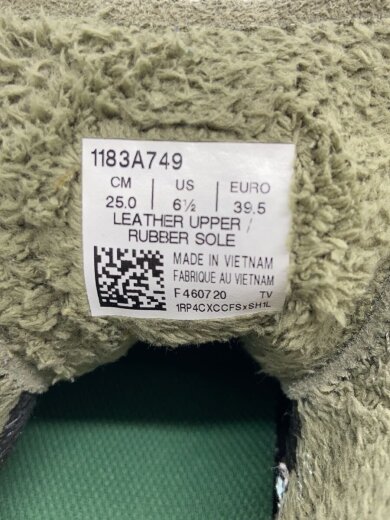 1183A749
CM | US | EURO
25.0 | 6½ | 39.5
LEATHER UPPER /
RUBBER SOLE
MADE IN VIETNAM
FABRIQUE AU VIETNAM
F460720 TV
1RP4CXCCFSxSH1L